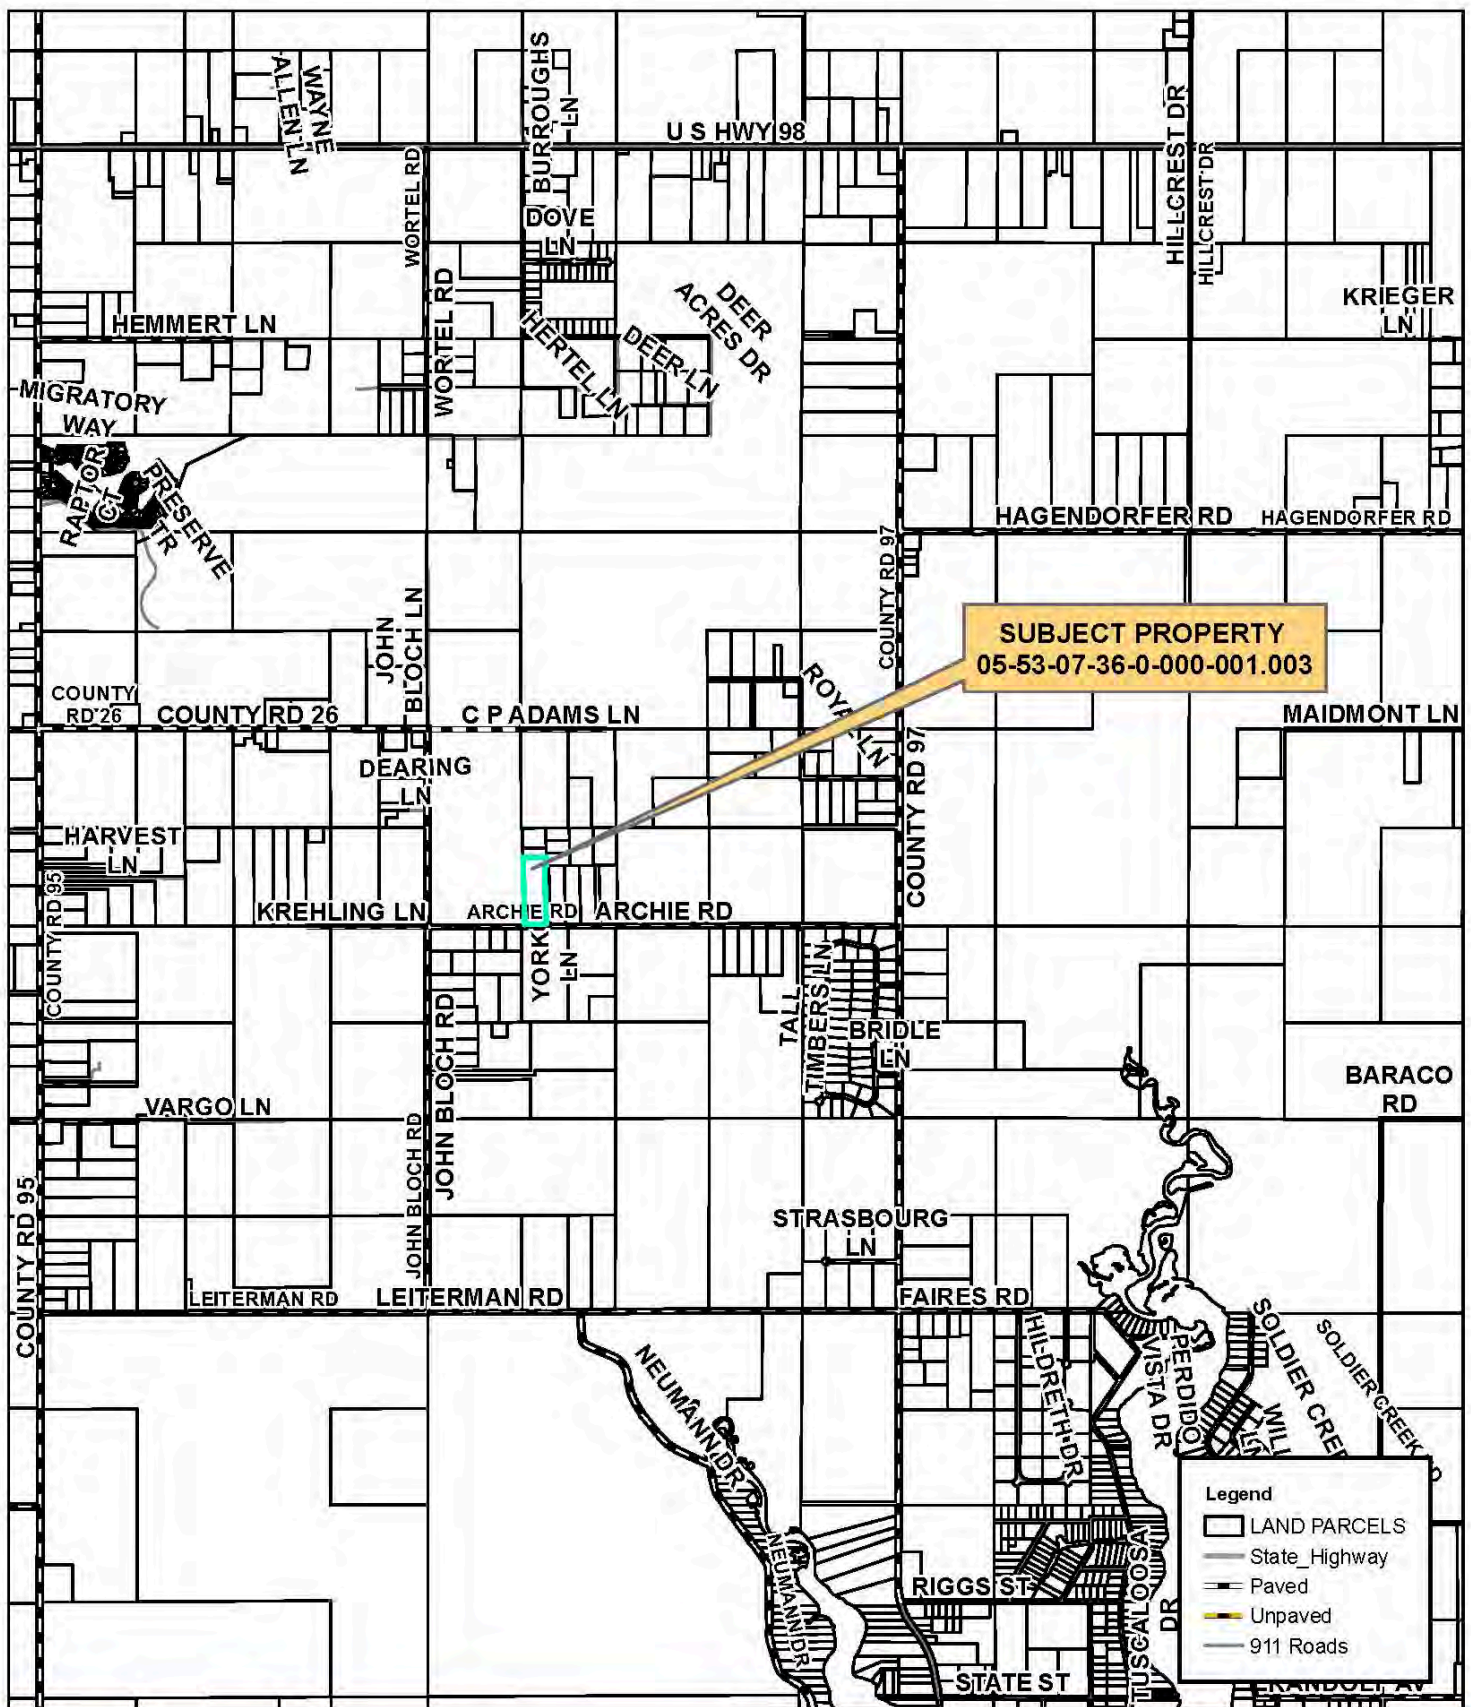 WAYNE
ALLEN LN
BURROUGHS
LN
U S HWY 98
HILLCREST DR
HILLCREST DR
WORTEL RD
DOVE
LN
WORTEL RD
DEER
ACRES DR
KRIEGER
LN
HEMMERT LN
HERTEL LN
DEER LN
MIGRATORY
WAY
RAPTOR
CT
PRESERVE
TR
HAGENDORFER RD
HAGENDORFER RD
COUNTY RD 97
JOHN
BLOCH LN
SUBJECT PROPERTY
05-53-07-36-0-000-001.003
COUNTY
RD 26
COUNTY RD 26
C P ADAMS LN
LN
MAIDMONT LN
DEARING
LN
COUNTY RD 97
HARVEST
LN
COUNTY RD 95
KREHLING LN
ARCHIE RD
ARCHIE RD
YORK
LN
JOHN BLOCH RD
TALL
TIMBERS LN
BRIDLE
LN
BARACO
RD
VARGO LN
JOHN BLOCH RD
COUNTY RD 95
STRASBOURG
LN
LEITERMAN RD
LEITERMAN RD
FAIRES RD
NEUMANN DR
HILDRETH DR
PERDIDO
VISTA DR
SOLDIER
SOLDIER CREEK
LN
NEUMANN DR
RIGGS ST
TUSCALOOSA
DR
STATE ST
Legend
LAND PARCELS
State_Highway
Paved
Unpaved
911 Roads